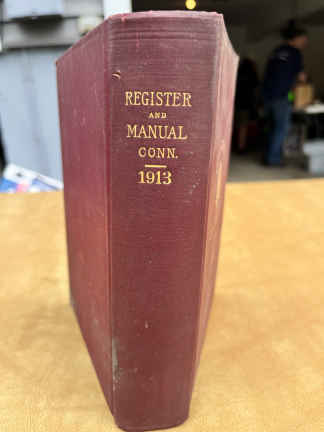 REGISTER
AND
MANUAL
CONN.
1913